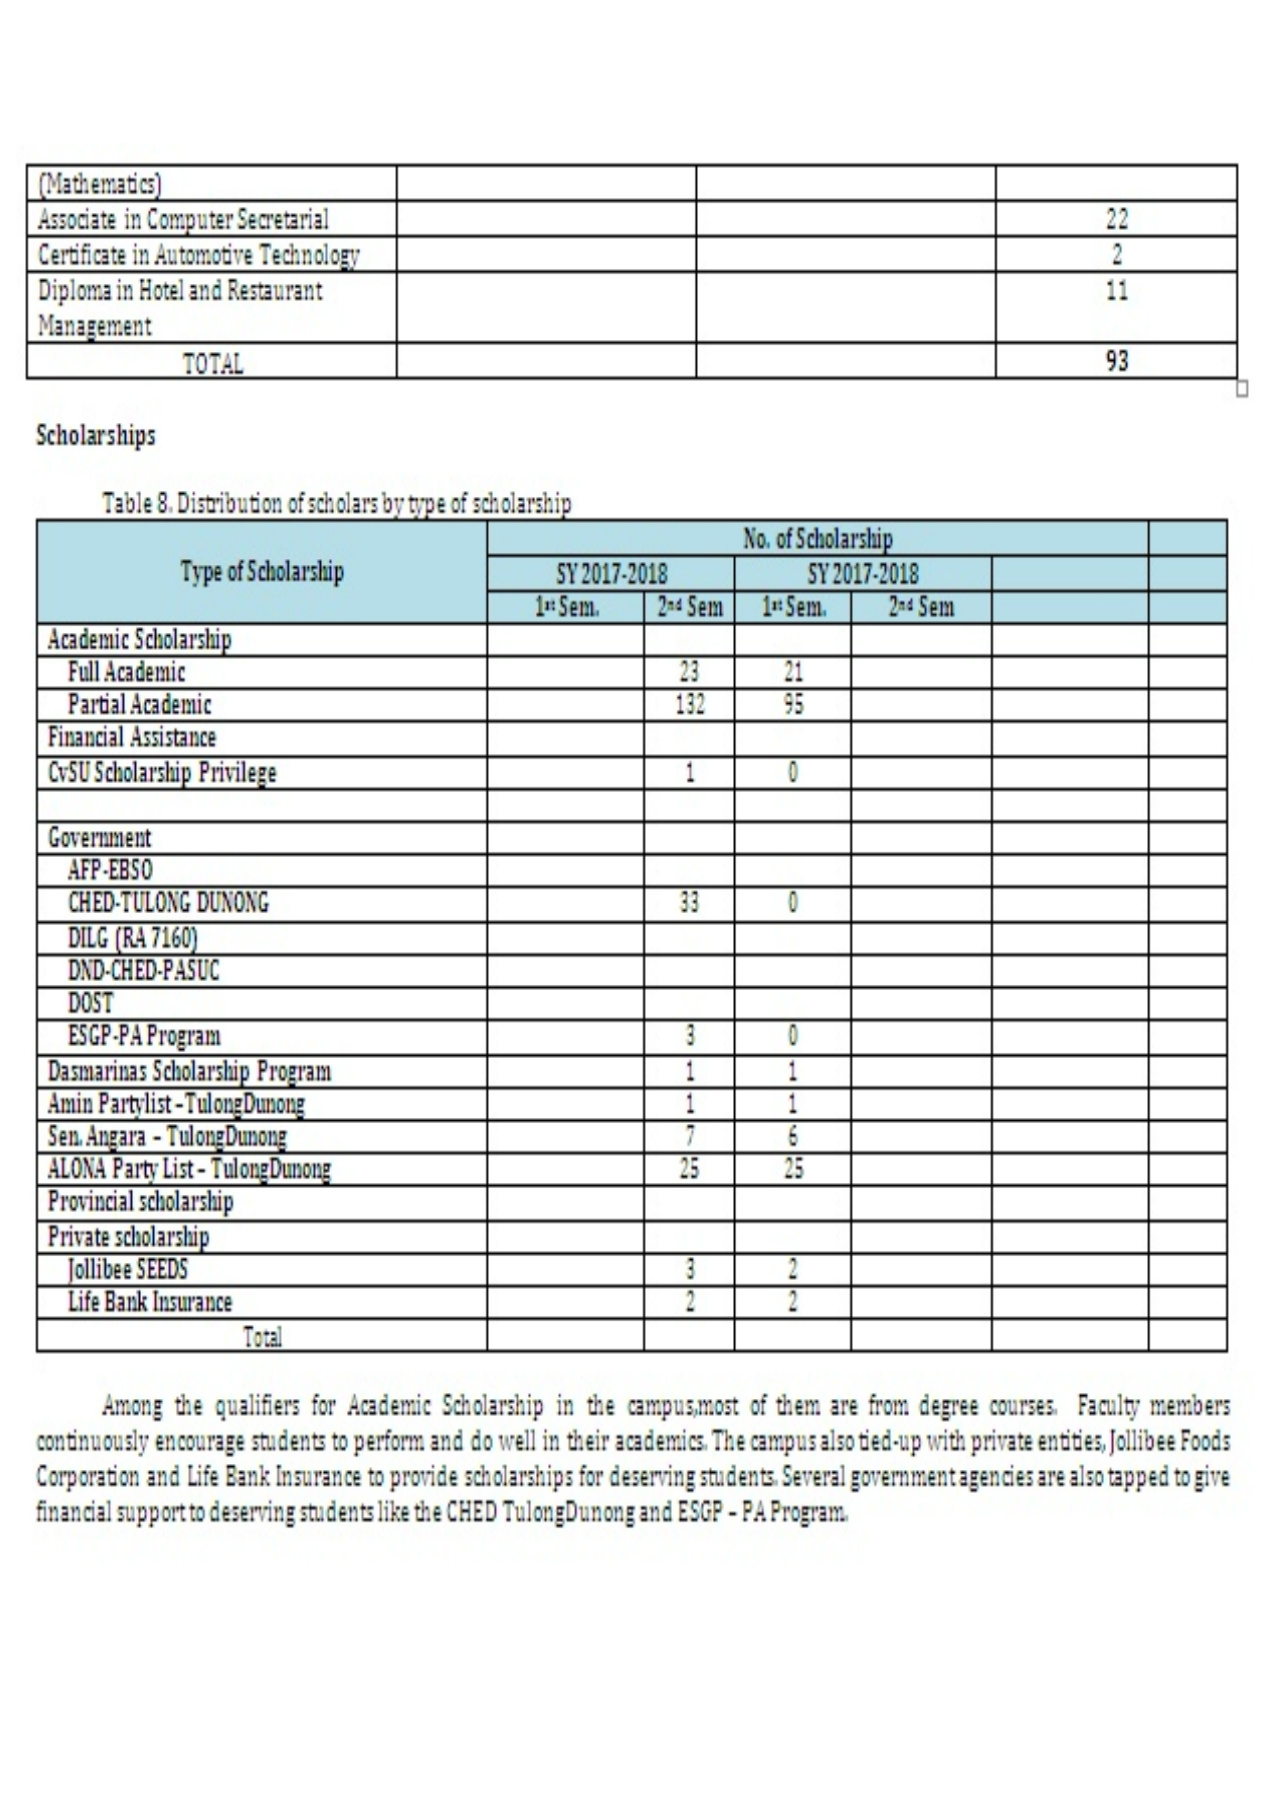 (Mathematics)
Associate in Computer Secretarial 22
Certificate in Automotive Technology 2
Diploma in Hotel and Restaurant 11
Management
TOTAL 93
Scholarships
Table 8. Distribution of scholars by type of scholarship
No. of Scholarship
Type of Scholarship SY 2017-2018 SY 2017-2018
1st Sem. 2nd Sem 1st Sem. 2nd Sem
Academic Scholarship
Full Academic 23 21
Partial Academic 132 95
Financial Assistance
CvSU Scholarship Privilege 1 0
Government
AFP-EBSO
CHED-TULONG DUNONG 33 0
DILG (RA 7160)
DND-CHED-PASUC
DOST
ESGP-PA Program 3 0
Dasmarinas Scholarship Program 1 1
Amin Partylist –TulongDunong 1 1
Sen. Angara – TulongDunong 7 6
ALONA Party List – TulongDunong 25 25
Provincial scholarship
Private scholarship
Jollibee SEEDS 3 2
Life Bank Insurance 2 2
Total
Among the qualifiers for Academic Scholarship in the campus,most of them are from degree courses. Faculty members
continuously encourage students to perform and do well in their academics. The campus also tied-up with private entities, Jollibee Foods
Corporation and Life Bank Insurance to provide scholarships for deserving students. Several government agencies are also tapped to give
financial support to deserving students like the CHED TulongDunong and ESGP – PA Program.